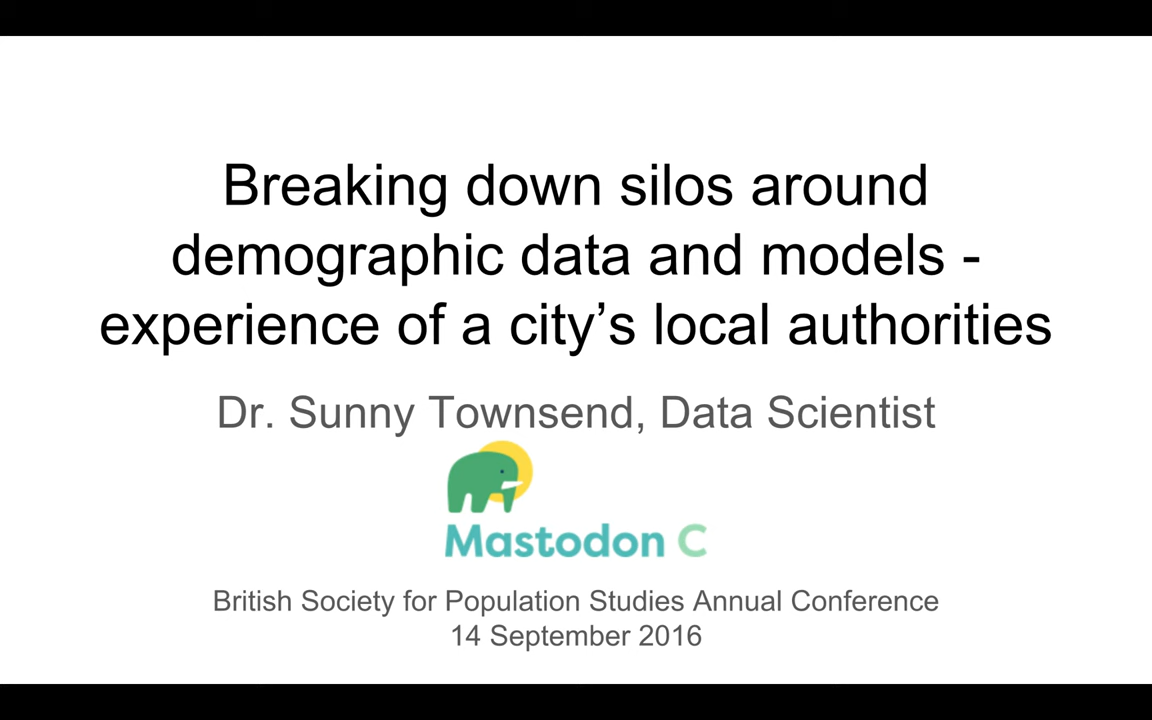 Breaking down silos around
demographic data and models -
experience of a city’s local authorities
Dr. Sunny Townsend, Data Scientist
Mastodon C
British Society for Population Studies Annual Conference
14 September 2016